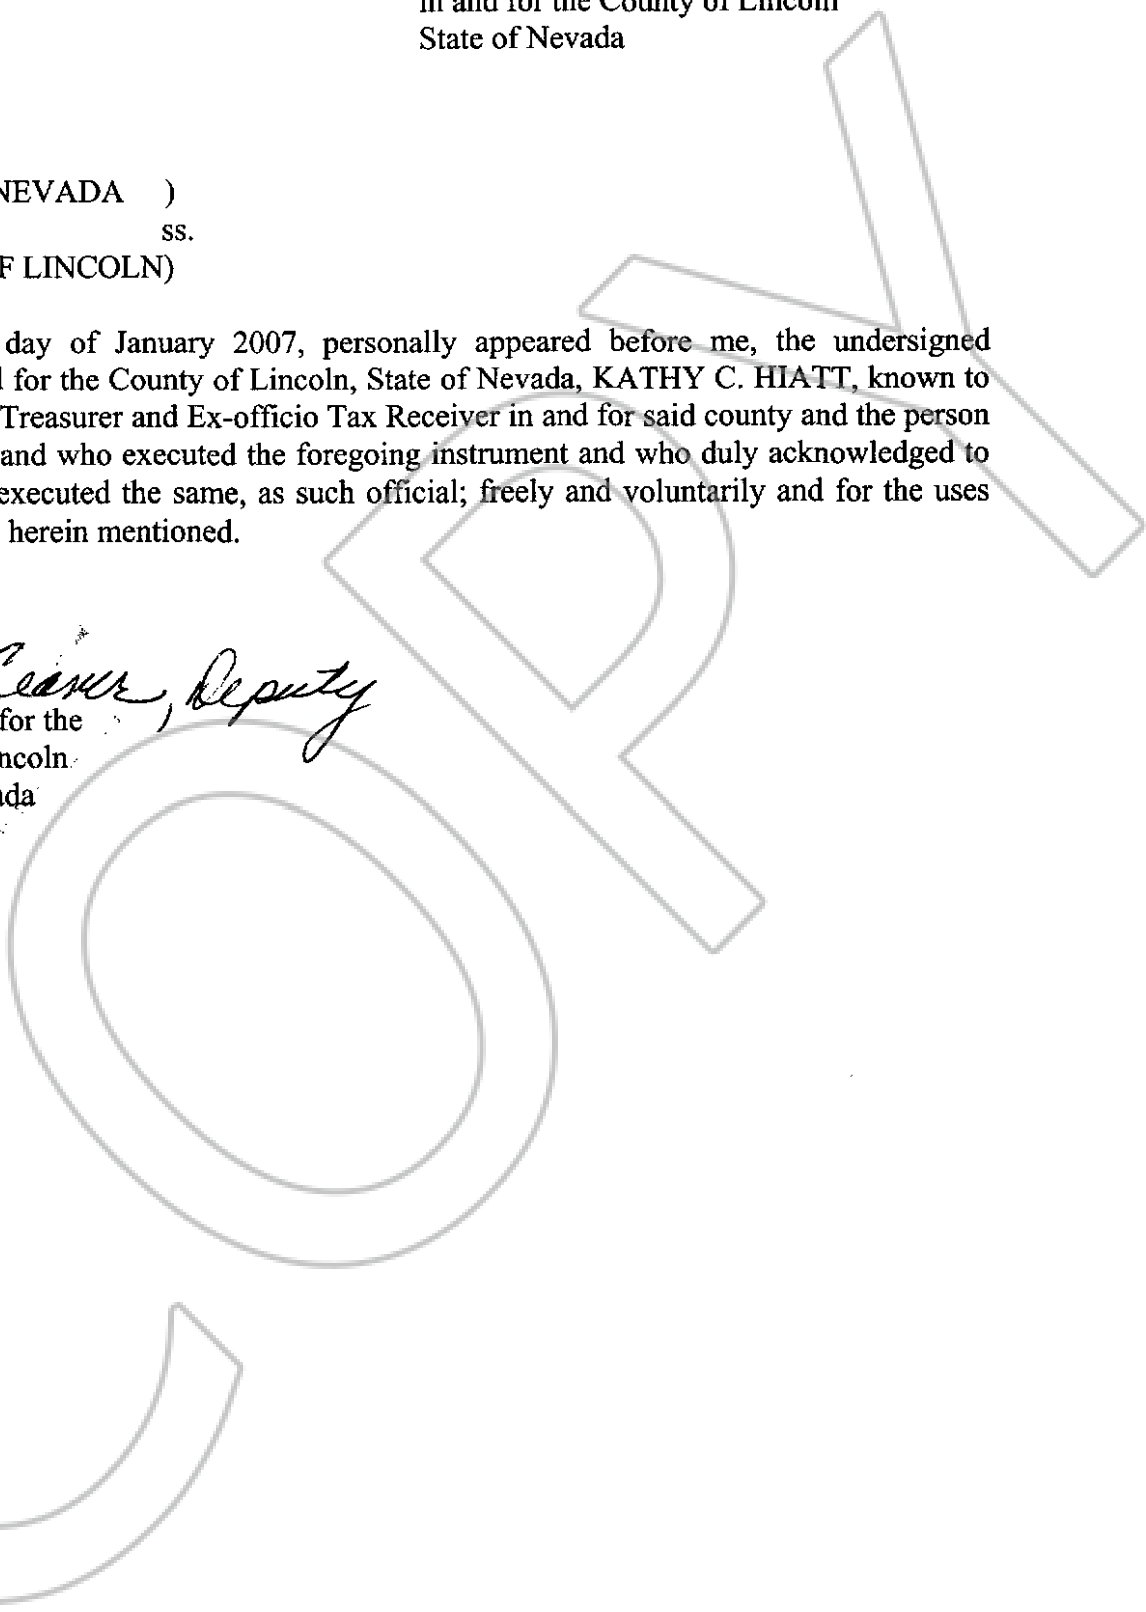 in and for the County of Lincoln
State of Nevada
NEVADA )
ss.
F LINCOLN)
day of January 2007, personally appeared before me, the undersigned
for the County of Lincoln, State of Nevada, KATHY C. HIATT, known to
Treasurer and Ex-officio Tax Receiver in and for said county and the person
and who executed the foregoing instrument and who duly acknowledged to
executed the same, as such official; freely and voluntarily and for the uses
herein mentioned.
, Deputy
for the
ncoln
ada
COPY